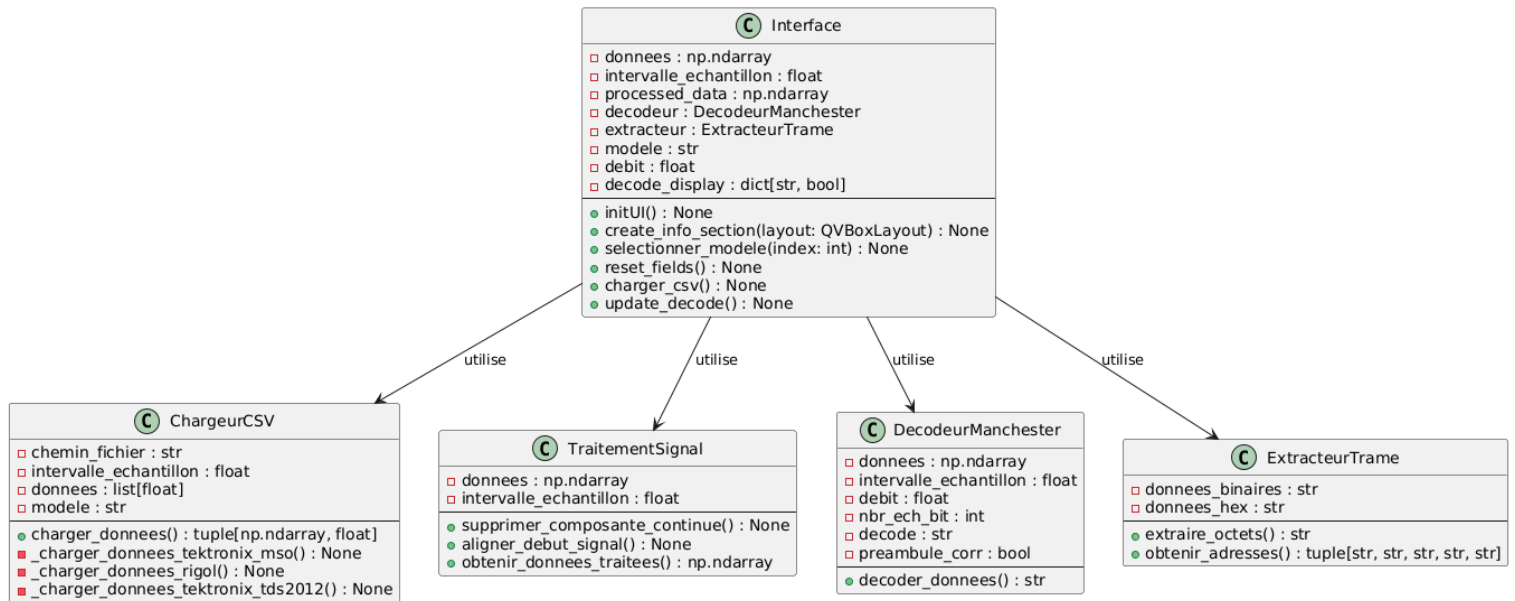 C Interface
donnees : np.ndarray
intervalle_echantillon : float
processed_data : np.ndarray
decodeur : DecodeurManchester
extracteur : ExtracteurTrame
modele : str
debit : float
decode_display : dict[str, bool]
initUI() : None
create_info_section(layout: QVBoxLayout) : None
selectionner_modele(index: int) : None
reset_fields() : None
charger_csv() : None
update_decode() : None
utilise
utilise
utilise
utilise
C ChargeurCSV
chemin_fichier : str
intervalle_echantillon : float
donnees : list[float]
modele : str
charger_donnees() : tuple[np.ndarray, float]
_charger_donnees_tektronix_mso() : None
_charger_donnees_rigol() : None
_charger_donnees_tektronix_tds2012() : None
C TraitementSignal
donnees : np.ndarray
intervalle_echantillon : float
supprimer_composante_continue() : None
aligner_debut_signal() : None
obtenir_donnees_traitees() : np.ndarray
C DecodeurManchester
donnees : np.ndarray
intervalle_echantillon : float
debit : float
nbr_ech_bit : int
decode : str
preambule_corr : bool
decoder_donnees() : str
C ExtracteurTrame
donnees_binaires : str
donnees_hex : str
extraire_octets() : str
obtenir_adresses() : tuple[str, str, str, str, str]